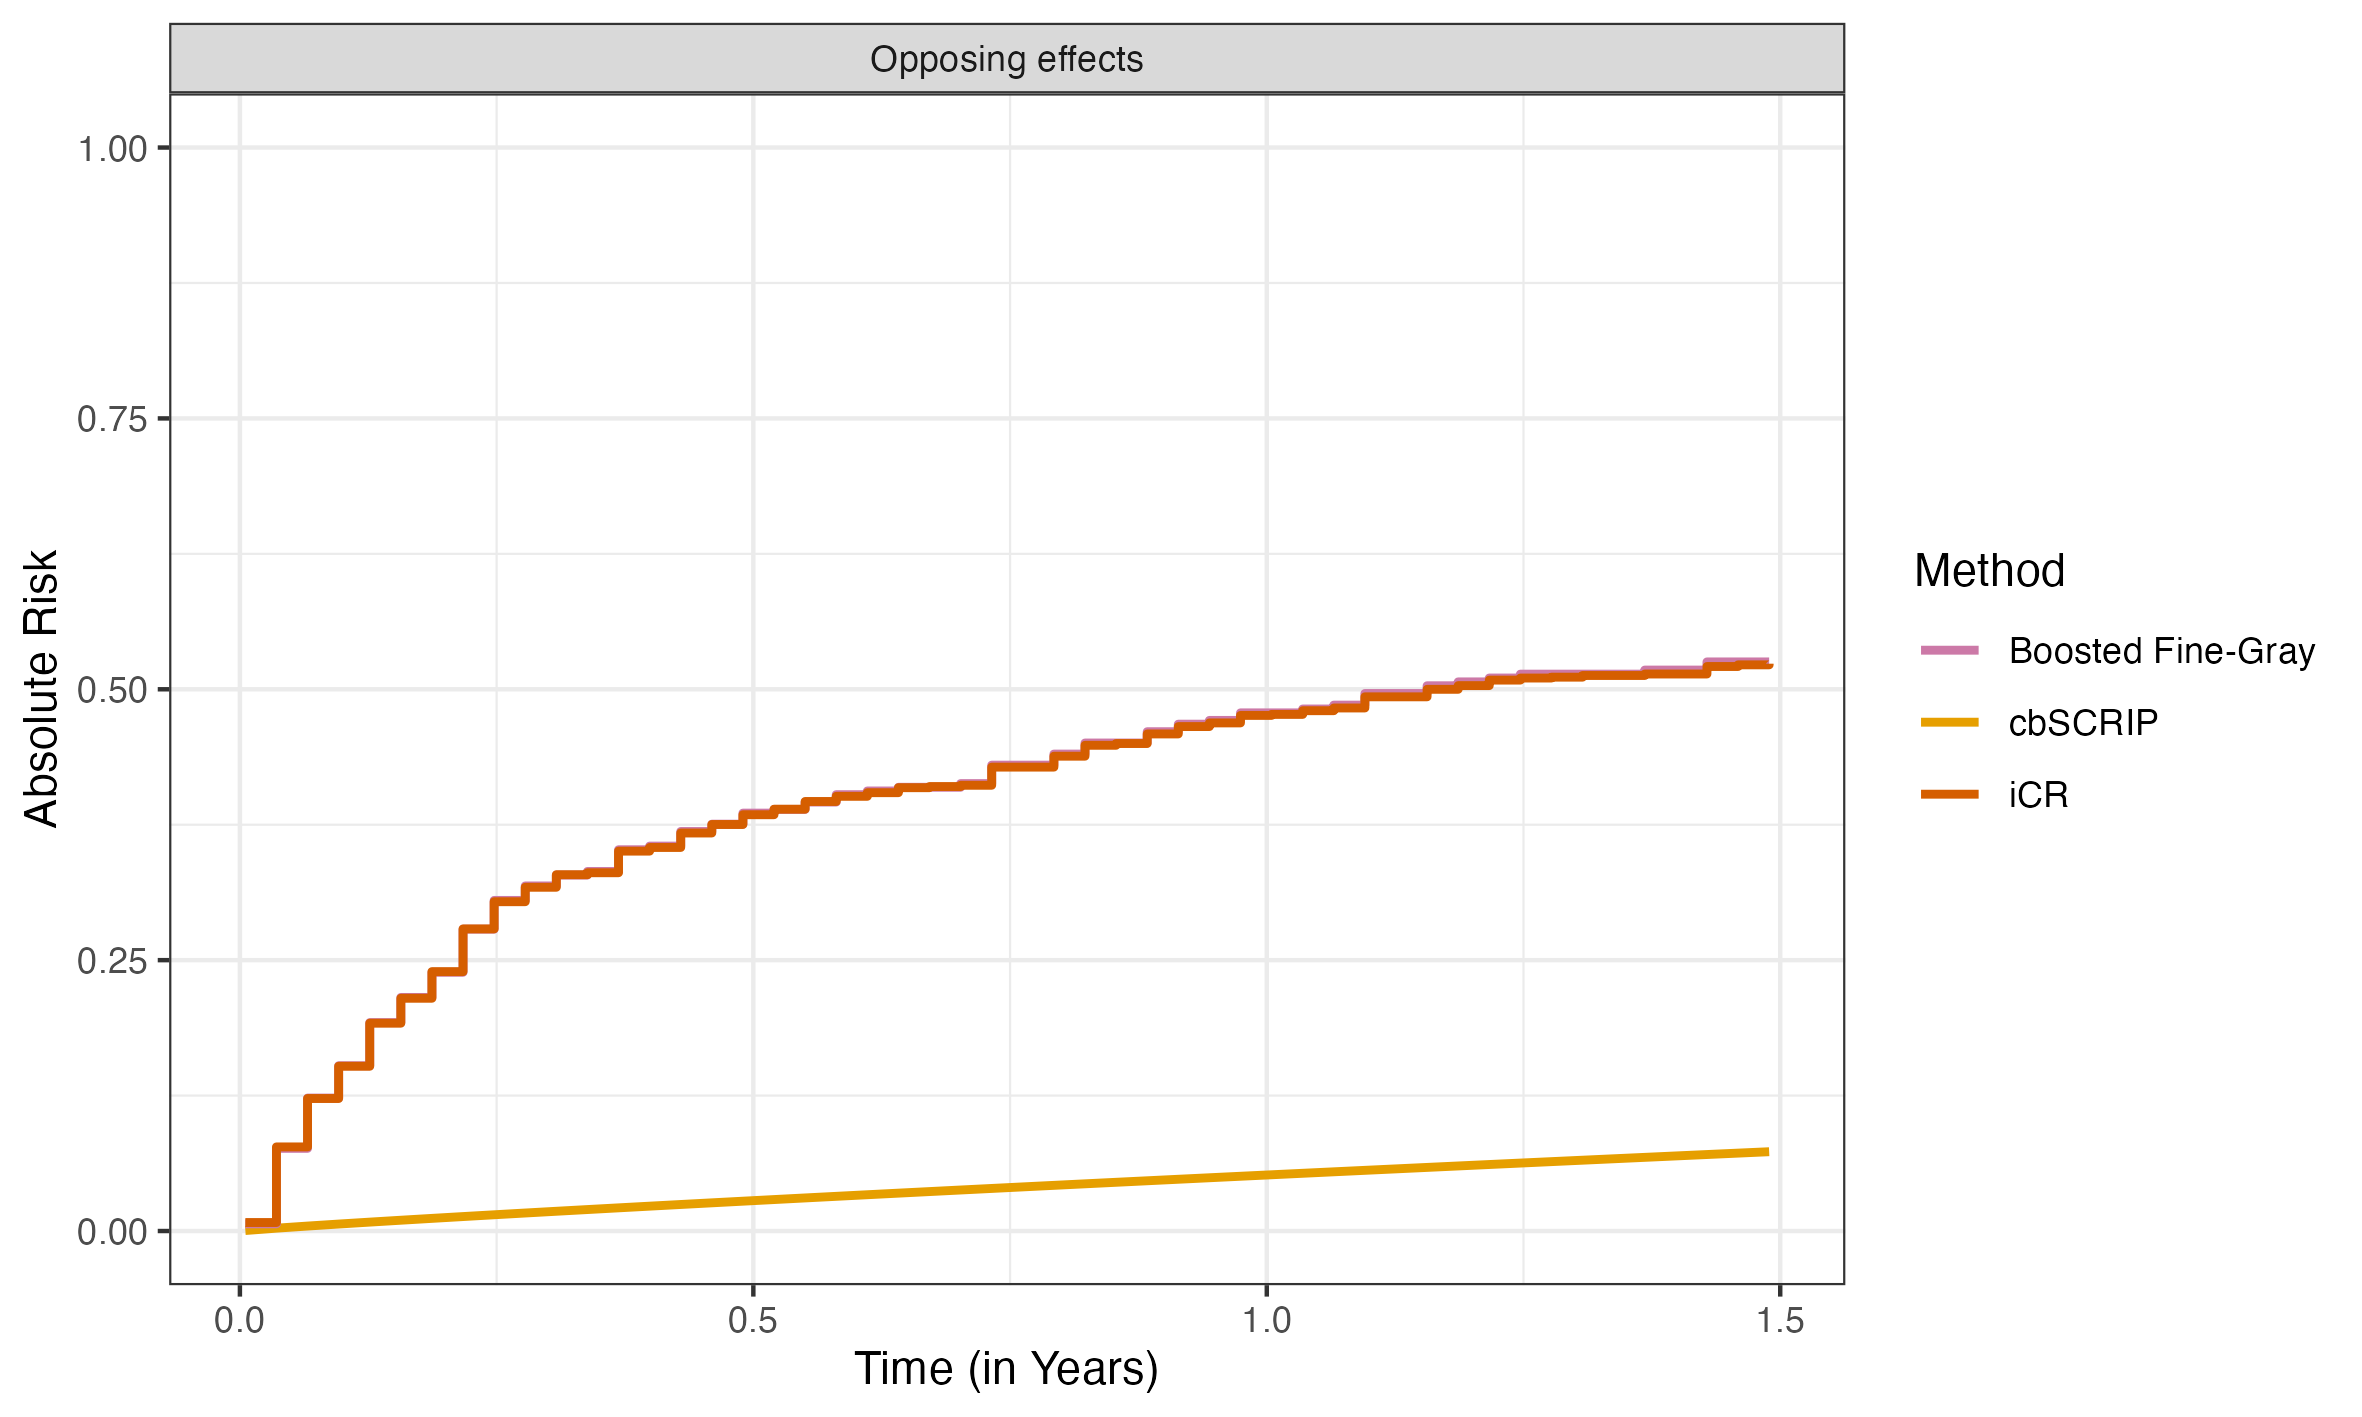 Opposing effects
1.00
0.75
0.50
0.25
0.00
Absolute Risk
0.0 0.5 1.0 1.5
Time (in Years)
Method
Boosted Fine-Gray
cbSCRIP
iCR